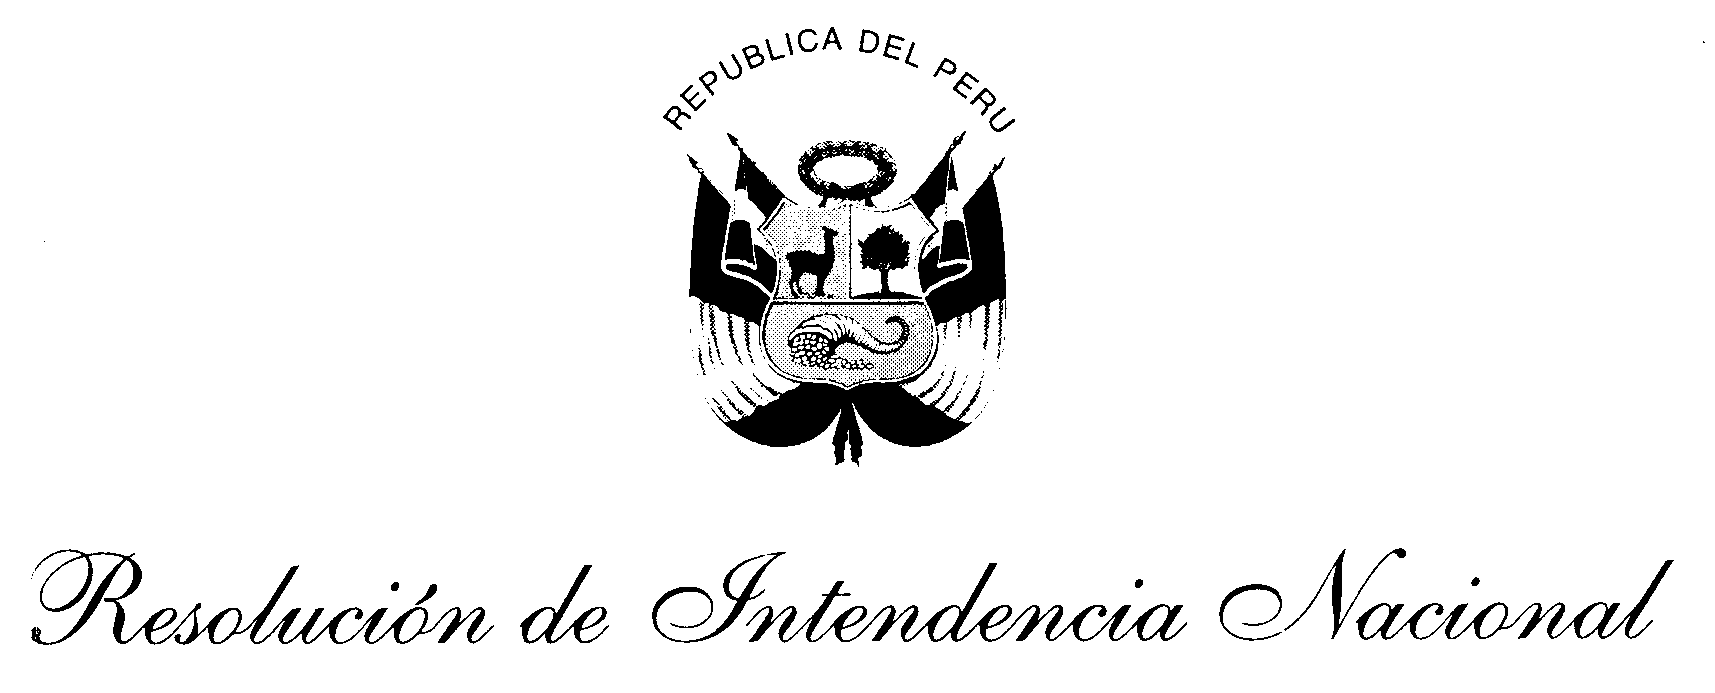 REPUBLICA DEL PERU
Resolución de Intendencia Nacional